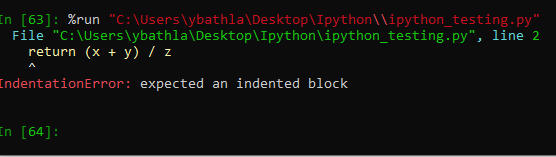 In [63]: %run "C:\Users\ybathla\Desktop\Ipython\\ipython_testing.py"
  File "C:\Users\ybathla\Desktop\Ipython\ipython_testing.py", line 2
    return (x + y) / z
    ^
IndentationError: expected an indented block
In [64]: